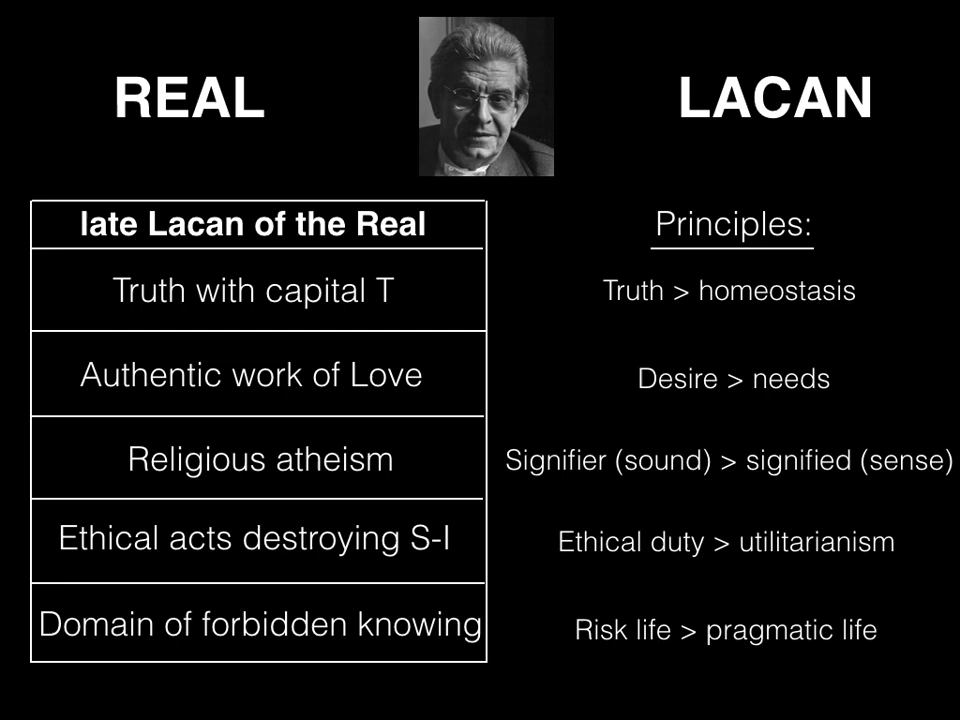 REAL
LACAN
late Lacan of the Real
Truth with capital T
Authentic work of Love
Religious atheism
Ethical acts destroying S-I
Domain of forbidden knowing
Principles:
Truth > homeostasis
Desire > needs
Signifier (sound) > signified (sense)
Ethical duty > utilitarianism
Risk life > pragmatic life